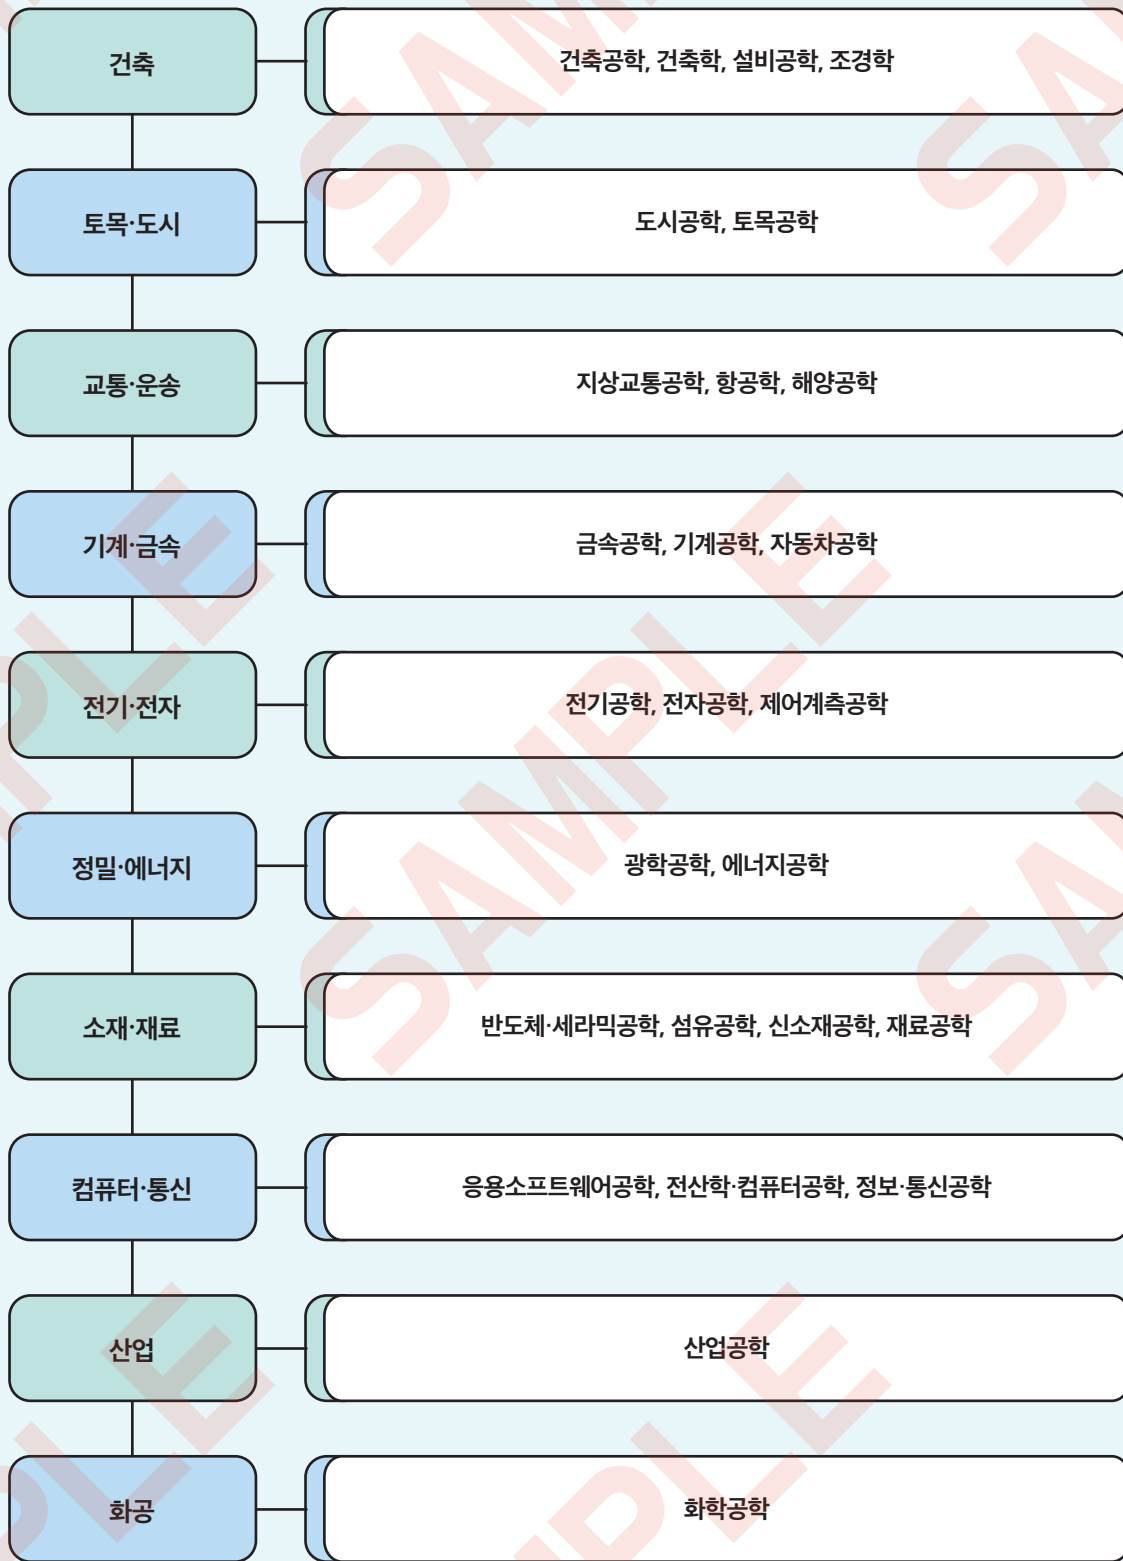 건축
건축공학, 건축학, 설비공학, 조경학
토목·도시
도시공학, 토목공학
교통·운송
지상교통공학, 항공학, 해양공학
기계·금속
금속공학, 기계공학, 자동차공학
전기·전자
전기공학, 전자공학, 제어계측공학
정밀·에너지
광학공학, 에너지공학
소재·재료
반도체·세라믹공학, 섬유공학, 신소재공학, 재료공학
컴퓨터·통신
응용소프트웨어공학, 전산학·컴퓨터공학, 정보·통신공학
산업
산업공학
화공
화학공학
SAMPLE